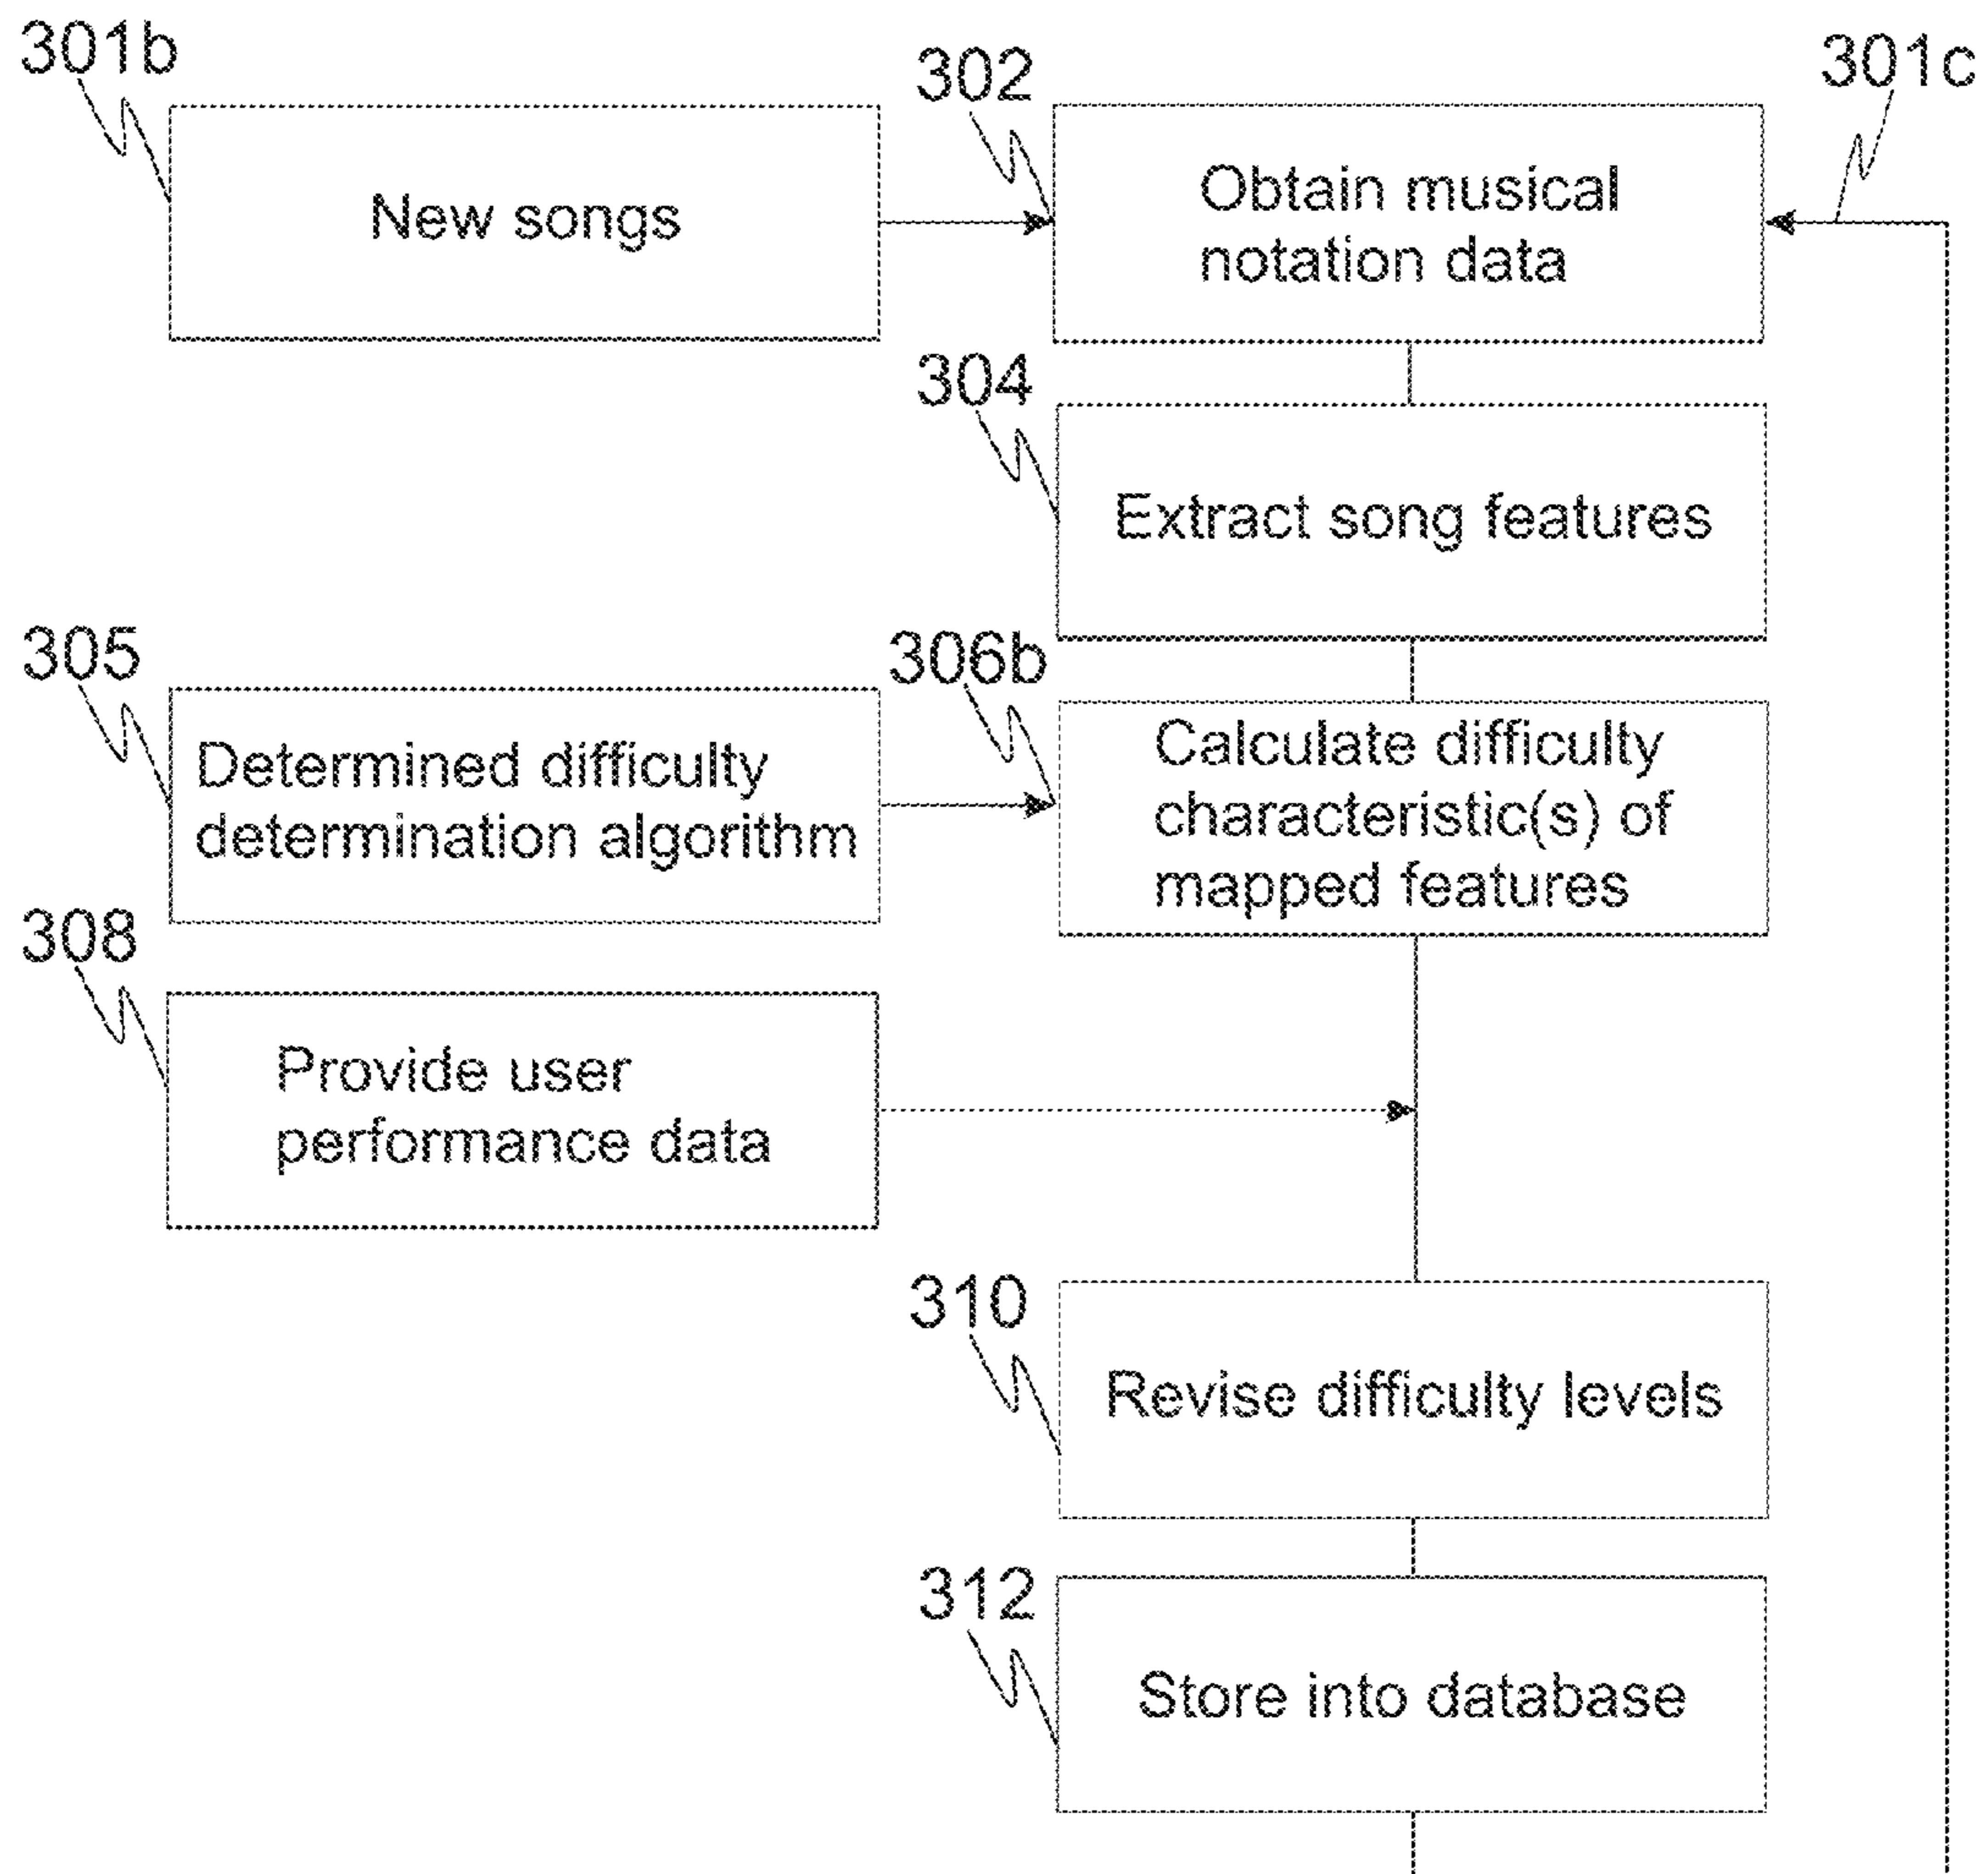 301b
302
301c
New songs
Obtain musical
notation data
304
Extract song features
305
306b
Determined difficulty
determination algorithm
Calculate difficulty
characteristic(s) of
mapped features
308
Provide user
performance data
310
Revise difficulty levels
312
Store into database